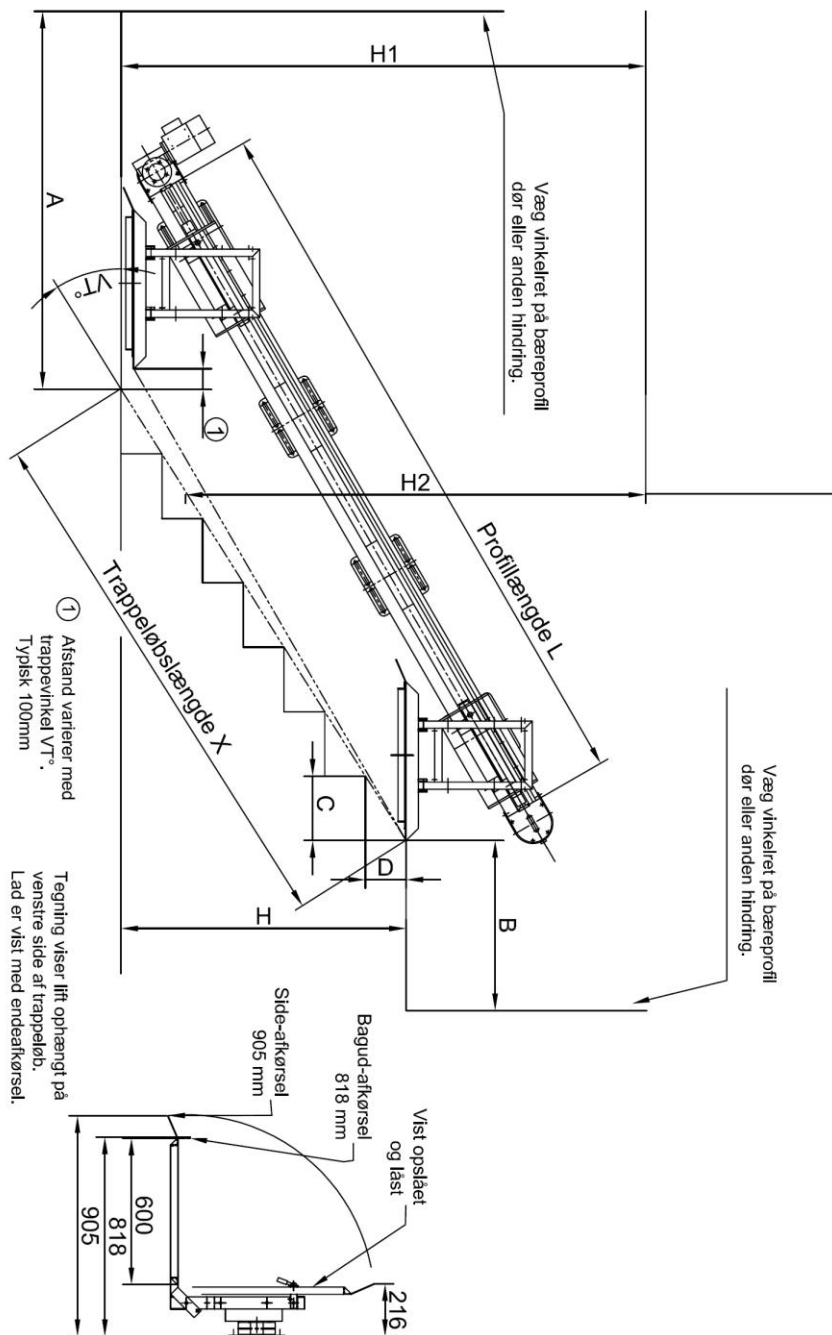 H1
Væg vinkelret på bæreprofil
dør eller anden hindring.
A
VT°
①
H2
Profillængde L
Trappeløbslængde X
① Afstand varierer med
trappevinkel VT°.
Typisk 100mm
Væg vinkelret på bæreprofil
dør eller anden hindring.
C
D
B
H
Tegning viser lift ophængt på
venstre side af trappeløb.
Lad er vist med endeafkørsel.
Side-afkørsel
905 mm
Bagud-afkørsel
818 mm
Vist opslået
og låst
600
818
905
216